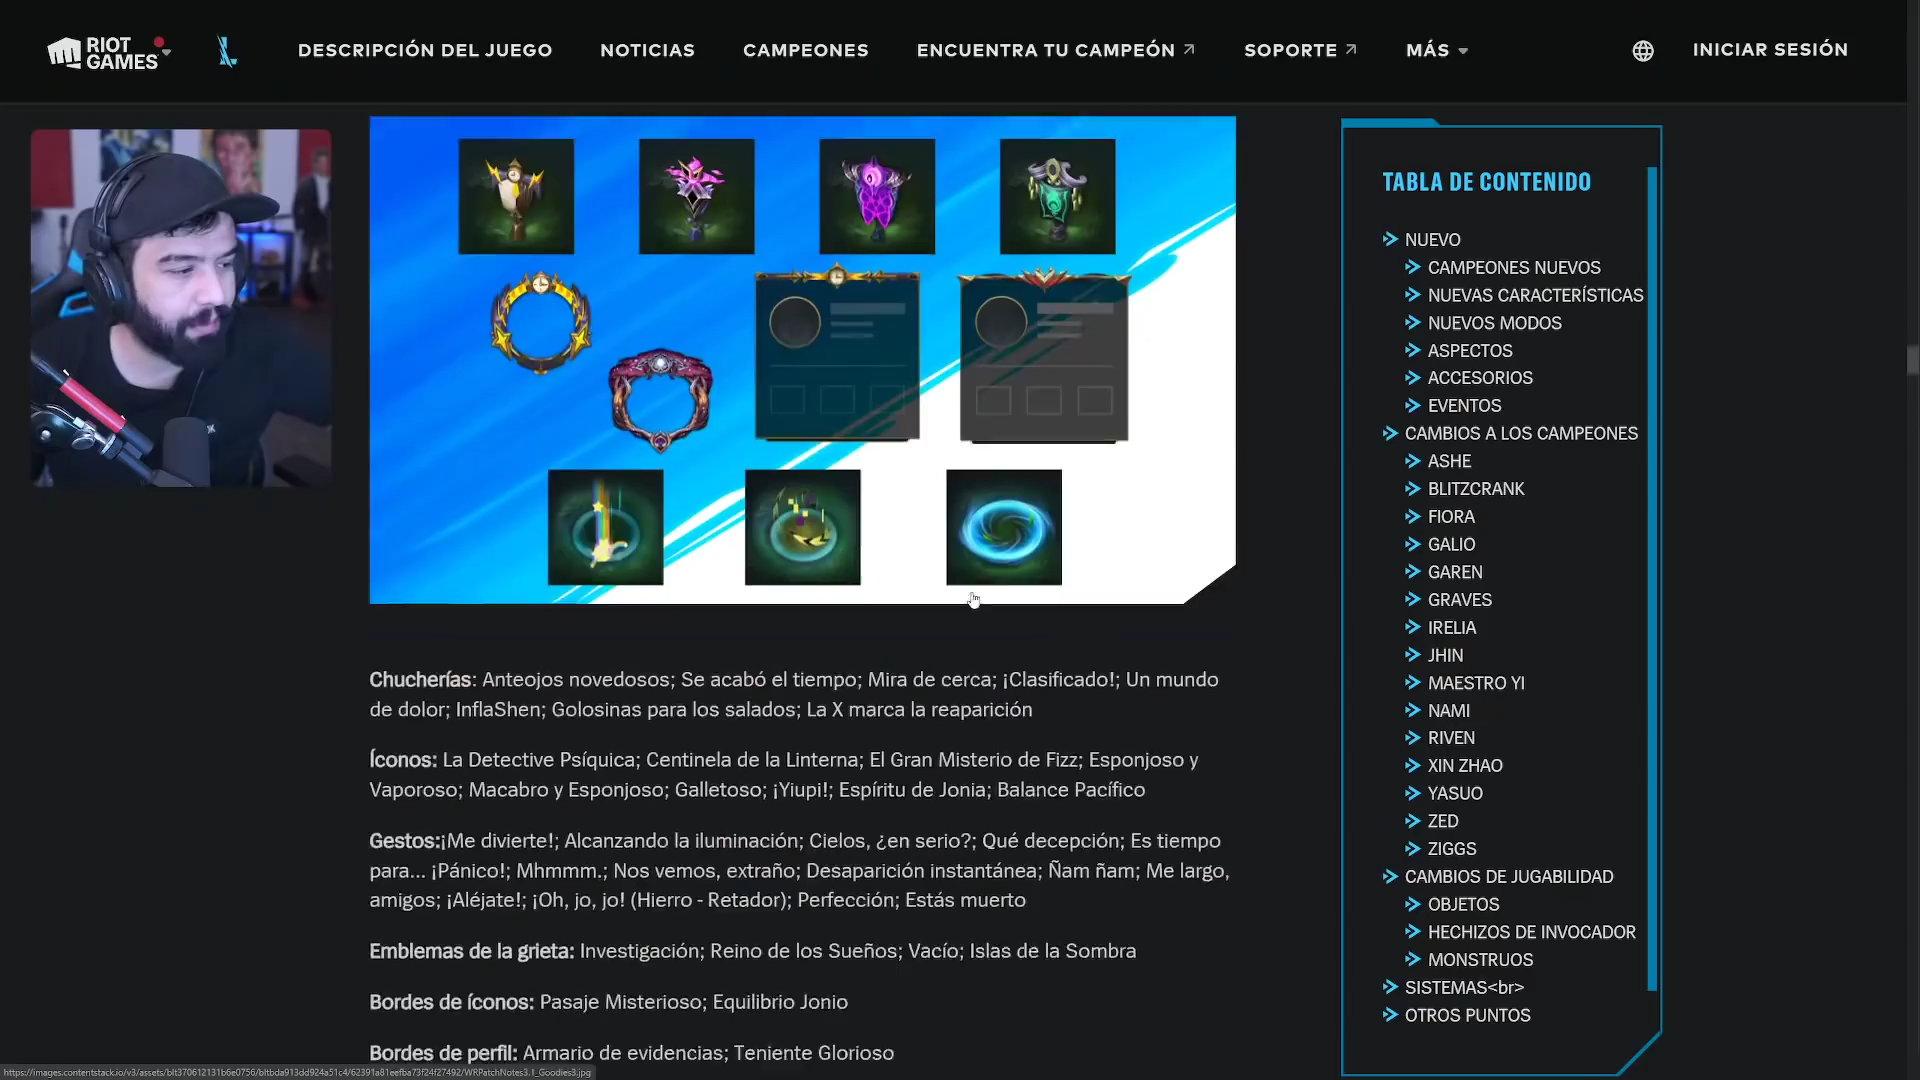 RIOT GAMES
DESCRIPCIÓN DEL JUEGO
NOTICIAS
CAMPEONES
ENCUENTRA TU CAMPEÓN
SOPORTE
MÁS
INICIAR SESIÓN
Chucherías: Anteojos novedosos; Se acabó el tiempo; Mira de cerca; ¡Clasificado!; Un mundo
de dolor; InflaShen; Golosinas para los salados; La X marca la reaparición
Íconos: La Detective Psíquica; Centinela de la Linterna; El Gran Misterio de Fizz; Esponjoso y
Vaporoso; Macabro y Esponjoso; Galletoso; ¡Yiupi!; Espíritu de Jonia; Balance Pacífico
Gestos:¡Me divierte!; Alcanzando la iluminación; Cielos, ¿en serio?; Qué decepción; Es tiempo
para... ¡Pánico!; Mhmmm.; Nos vemos, extraño; Desaparición instantánea; Ñam ñam; Me largo,
amigos; ¡Aléjate!; ¡Oh, jo, jo! (Hierro - Retador); Perfección; Estás muerto
Emblemas de la grieta: Investigación; Reino de los Sueños; Vacío; Islas de la Sombra
Bordes de íconos: Pasaje Misterioso; Equilibrio Jonio
Bordes de perfil: Armario de evidencias; Teniente Glorioso
TABLA DE CONTENIDO
NUEVO
CAMPEONES NUEVOS
NUEVAS CARACTERÍSTICAS
NUEVOS MODOS
ASPECTOS
ACCESORIOS
EVENTOS
CAMBIOS A LOS CAMPEONES
ASHE
BLITZCRANK
FIORA
GALIO
GAREN
GRAVES
IRELIA
JHIN
MAESTRO YI
NAMI
RIVEN
XIN ZHAO
YASUO
ZED
ZIGGS
CAMBIOS DE JUGABILIDAD
OBJETOS
HECHIZOS DE INVOCADOR
MONSTRUOS
SISTEMAS<br>
OTROS PUNTOS